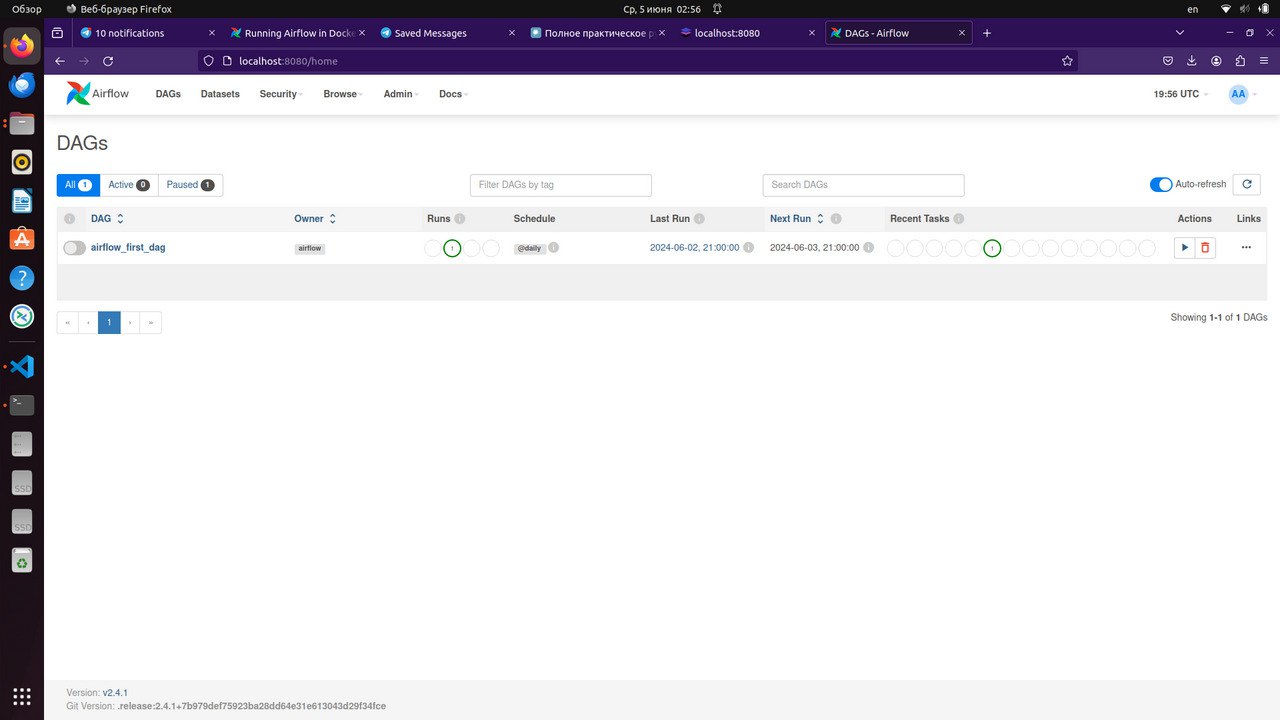 Обзор Веб-браузер Firefox Ср, 5 июня 02:56 en
10 notifications Running Airflow in Docke Saved Messages Полное практическое р localhost:8080 DAGs - Airflow
localhost:8080/home
Airflow DAGs Datasets Security Browse Admin Docs 19:56 UTC AA
DAGs
All 1 Active 0 Paused 1 Filter DAGs by tag Search DAGs Auto-refresh
DAG Owner Runs Schedule Last Run Next Run Recent Tasks Actions Links
airflow_first_dag airflow 1 @daily 2024-06-02, 21:00:00 2024-06-03, 21:00:00 1
« ‹ 1 › » Showing 1-1 of 1 DAGs
SSD
SSD
Version: v2.4.1
Git Version: .release:2.4.1+7b979def75923ba28dd64e31e613043d29f34fce